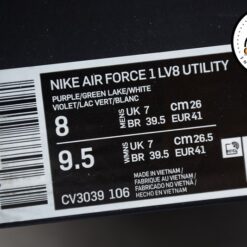 NIKE AIR FORCE 1 LV8 UTILITY
PURPLE/GREEN LAKE/WHITE
VIOLET/LAC VERT/BLANC
8 MENS UK 7 cm 26
BR 39.5 EUR 41
9.5 WMNS UK 7 cm 26.5
BR 39.5 EUR 41
CV3039 106
MADE IN VIETNAM /
FABRIQUE AU VIETNAM /
FABRICADO NO VIETNÃ /
HECHO EN VIETNAM